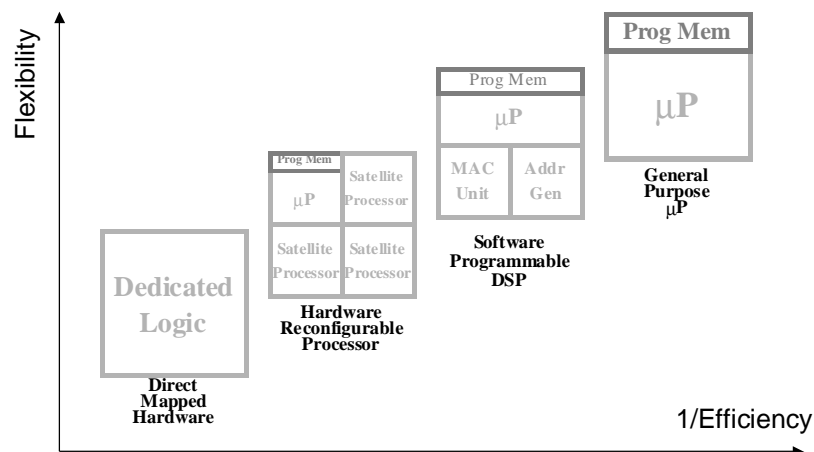 Flexibility
Dedicated
Logic
Direct
Mapped
Hardware
Prog Mem
μP
Satellite
Processor
Satellite
Processor
Satellite
Processor
Hardware
Reconfigurable
Processor
Prog Mem
μP
MAC
Unit
Addr
Gen
Software
Programmable
DSP
Prog Mem
μP
General
Purpose
μP
1/Efficiency